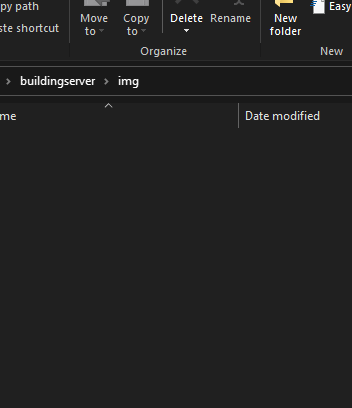 py path
ste shortcut
Move to
Copy to
Delete
Rename
New folder
Easy
Organize
New
buildingserver > img
me
Date modified